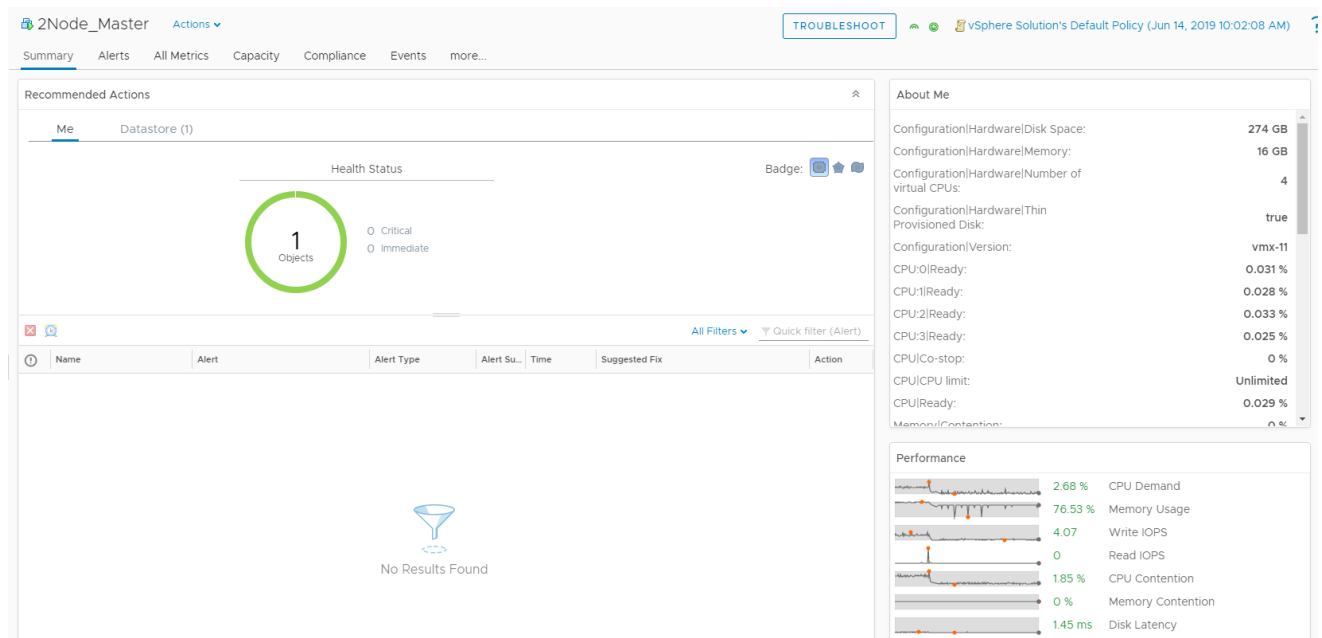 2Node_Master Actions TROUBLESHOOT vSphere Solution's Default Policy (Jun 14, 2019 10:02:08 AM) ?
Summary Alerts All Metrics Capacity Compliance Events more...
Recommended Actions
Me Datastore (1)
Health Status
Badge:
1
Objects
0 Critical
0 Immediate
All Filters Quick filter (Alert)
Name Alert Alert Type Alert Su... Time Suggested Fix Action
No Results Found
About Me
Configuration|Hardware|Disk Space: 274 GB
Configuration|Hardware|Memory: 16 GB
Configuration|Hardware|Number of
virtual CPUs: 4
Configuration|Hardware|Thin
Provisioned Disk: true
Configuration|Version: vmx-11
CPU:0|Ready: 0.031 %
CPU:1|Ready: 0.028 %
CPU:2|Ready: 0.033 %
CPU:3|Ready: 0.025 %
CPU|Co-stop: 0 %
CPU|CPU limit: Unlimited
CPU|Ready: 0.029 %
Memory|Contention: 0 %
Performance
2.68 % CPU Demand
76.53 % Memory Usage
4.07 Write IOPS
0 Read IOPS
1.85 % CPU Contention
0 % Memory Contention
1.45 ms Disk Latency